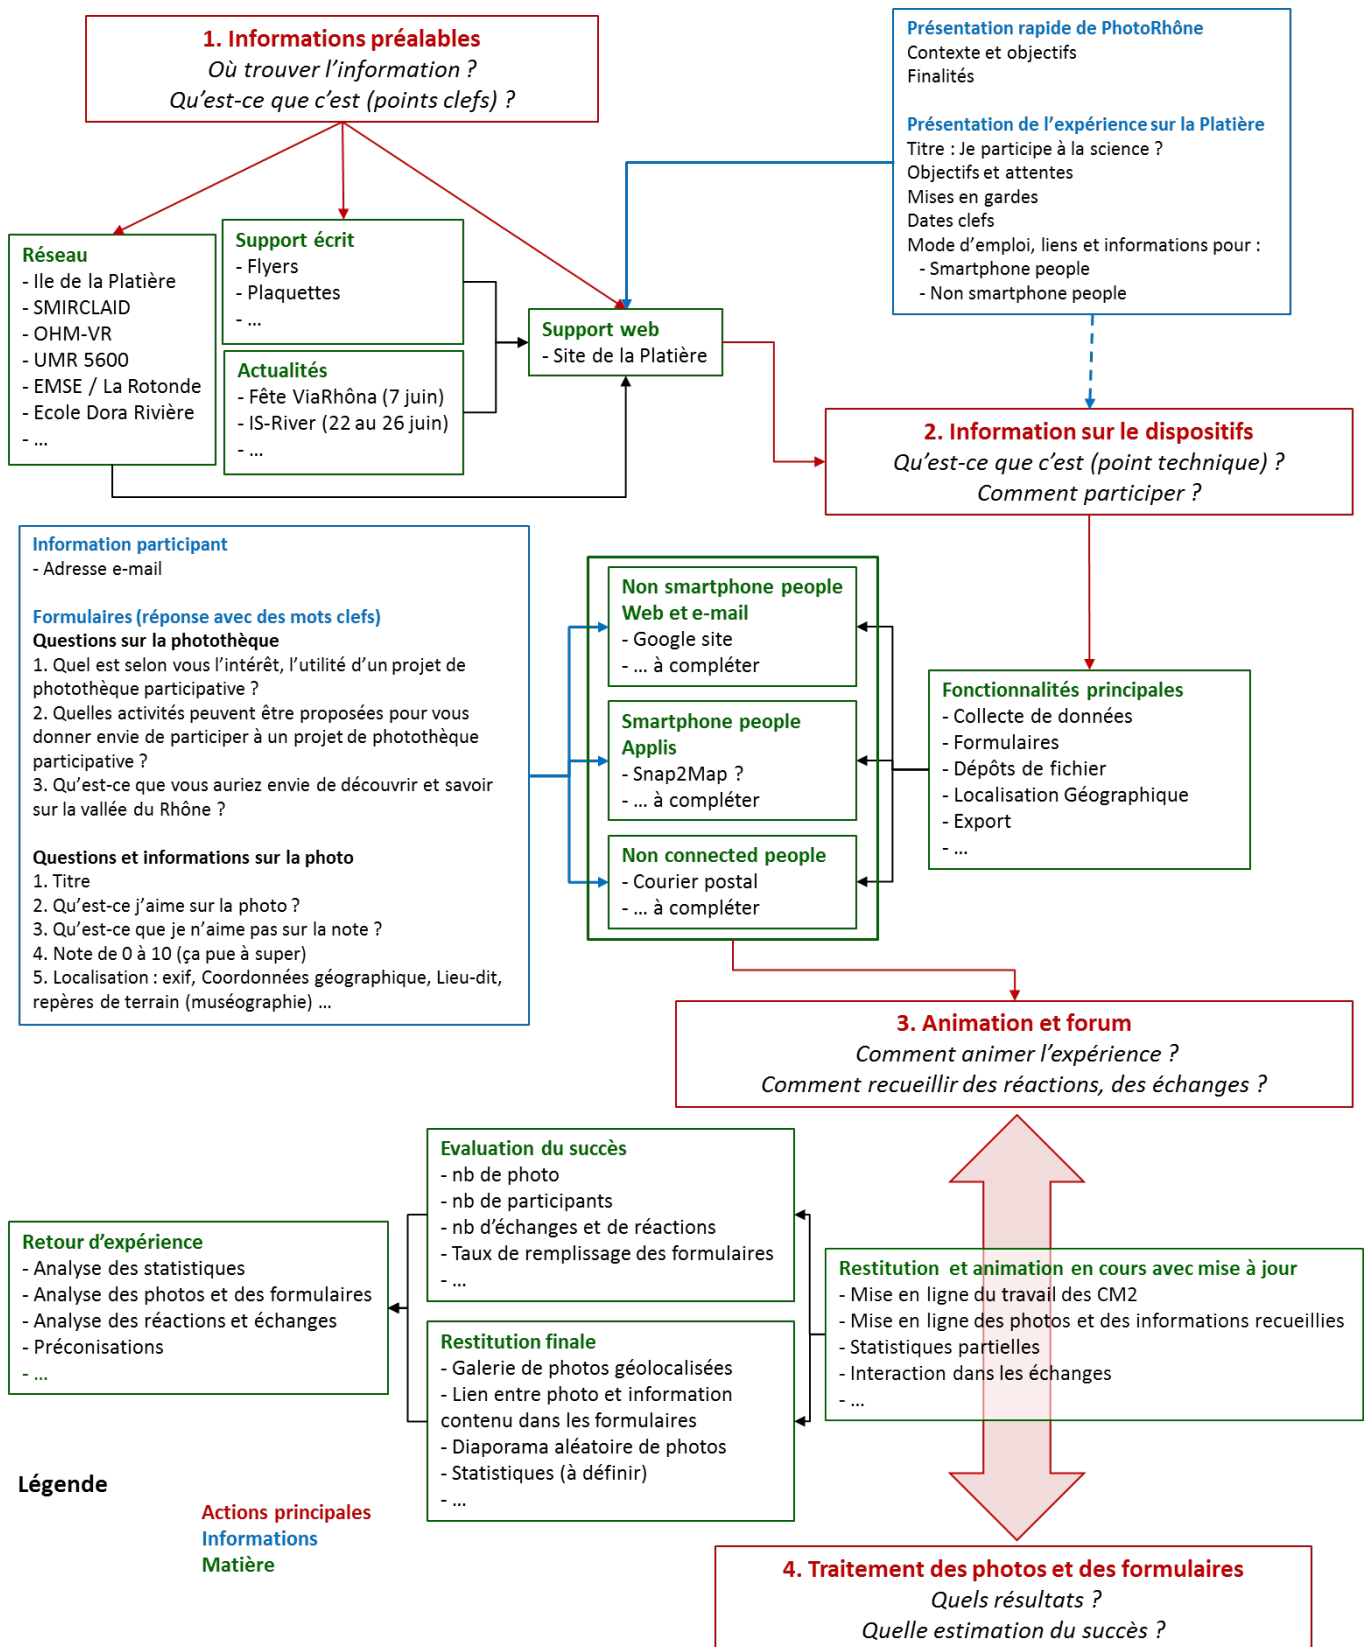 1. Informations préalables
Où trouver l'information ?
Qu'est-ce que c'est (points clefs) ?
Présentation rapide de PhotoRhône
Contexte et objectifs
Finalités
Présentation de l'expérience sur la Platière
Titre : Je participe à la science ?
Objectifs et attentes
Mises en gardes
Dates clefs
Mode d'emploi, liens et informations pour :
- Smartphone people
- Non smartphone people
Réseau
- Ile de la Platière
- SMIRCLAID
- OHM-VR
- UMR 5600
- EMSE / La Rotonde
- Ecole Dora Rivière
- ...
Support écrit
- Flyers
- Plaquettes
- ...
Actualités
- Fête ViaRhôna (7 juin)
- IS-River (22 au 26 juin)
- ...
Support web
- Site de la Platière
2. Information sur le dispositifs
Qu'est-ce que c'est (point technique) ?
Comment participer ?
Information participant
- Adresse e-mail
Formulaires (réponse avec des mots clefs)
Questions sur la photothèque
1. Quel est selon vous l'intérêt, l'utilité d'un projet de
photothèque participative ?
2. Quelles activités peuvent être proposées pour vous
donner envie de participer à un projet de photothèque
participative ?
3. Qu'est-ce que vous auriez envie de découvrir et savoir
sur la vallée du Rhône ?
Questions et informations sur la photo
1. Titre
2. Qu'est-ce j'aime sur la photo ?
3. Qu'est-ce que je n'aime pas sur la note ?
4. Note de 0 à 10 (ça pue à super)
5. Localisation : exif, Coordonnées géographique, Lieu-dit,
repères de terrain (muséographie) ...
Non smartphone people
Web et e-mail
- Google site
- ... à compléter
Smartphone people
Applis
- Snap2Map ?
- ... à compléter
Non connected people
- Courier postal
- ... à compléter
Fonctionnalités principales
- Collecte de données
- Formulaires
- Dépôts de fichier
- Localisation Géographique
- Export
- ...
3. Animation et forum
Comment animer l'expérience ?
Comment recueillir des réactions, des échanges ?
Evaluation du succès
- nb de photo
- nb de participants
- nb d'échanges et de réactions
- Taux de remplissage des formulaires
- ...
Retour d'expérience
- Analyse des statistiques
- Analyse des photos et des formulaires
- Analyse des réactions et échanges
- Préconisations
- ...
Restitution et animation en cours avec mise à jour
- Mise en ligne du travail des CM2
- Mise en ligne des photos et des informations recueillies
- Statistiques partielles
- Interaction dans les échanges
- ...
Restitution finale
- Galerie de photos géolocalisées
- Lien entre photo et information
contenu dans les formulaires
- Diaporama aléatoire de photos
- Statistiques (à définir)
- ...
Légende
Actions principales
Informations
Matière
4. Traitement des photos et des formulaires
Quels résultats ?
Quelle estimation du succès ?